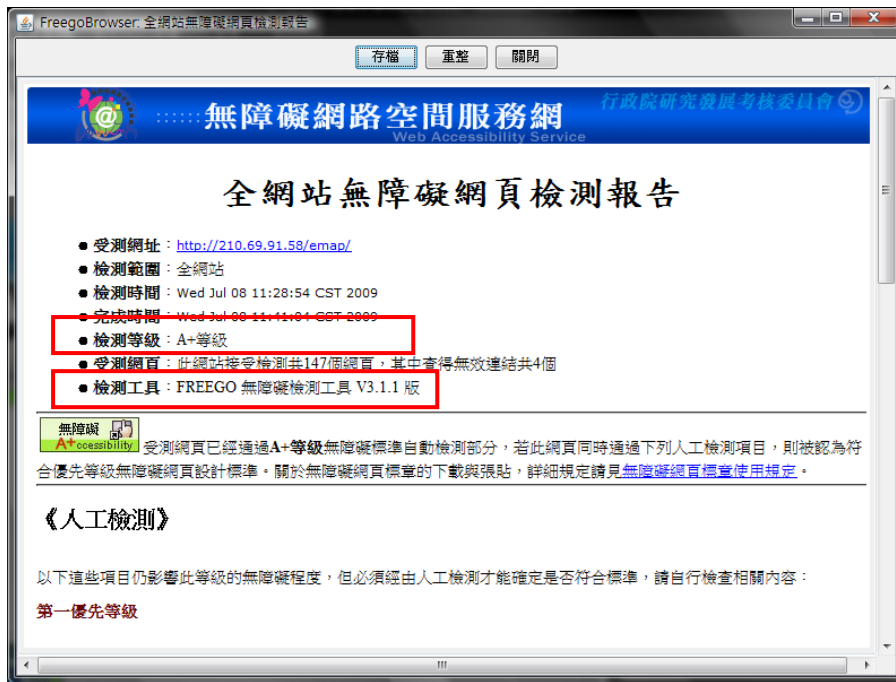 FreegoBrowser: 全網站無障礙網頁檢測報告
存檔 重整 關閉
無障礙網路空間服務網
Web Accessibility Service
行政院研究發展考核委員會
全網站無障礙網頁檢測報告
受測網址：http://210.69.91.58/emap/
檢測範圍：全網站
檢測時間：Wed Jul 08 11:28:54 CST 2009
完成時間：Wed Jul 08 11:41:04 CST 2009
檢測等級：A+等級
受測網頁：此網站接受檢測共147個網頁，其中查得無效連結共4個
檢測工具：FREEGO 無障礙檢測工具 V3.1.1 版
無障礙
A+ccessibility
受測網頁已經通過A+等級無障礙標準自動檢測部分，若此網頁同時通過下列人工檢測項目，則被認為符
合優先等級無障礙網頁設計標準。關於無障礙網頁標章的下載與張貼，詳細規定請見無障礙網頁標章使用規定。
《人工檢測》
以下這些項目仍影響此等級的無障礙程度，但必須經由人工檢測才能確定是否符合標準，請自行檢查相關內容：
第一優先等級